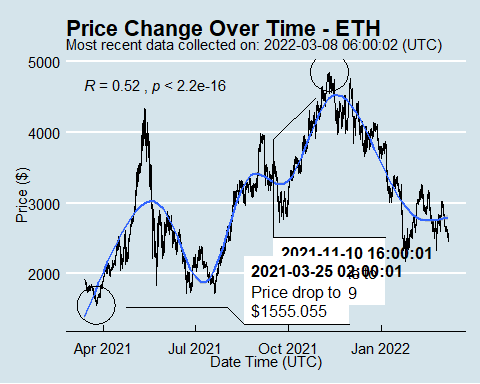 Price Change Over Time - ETH
Most recent data collected on: 2022-03-08 06:00:02 (UTC)
R = 0.52 , p < 2.2e-16
Price ($)
5000
4000
3000
2000
2021-11-10 16:00:01
to
9
2021-03-25 02:00:01
Price drop to
$1555.055
Apr 2021
Jul 2021
Oct 2021
Jan 2022
Date Time (UTC)